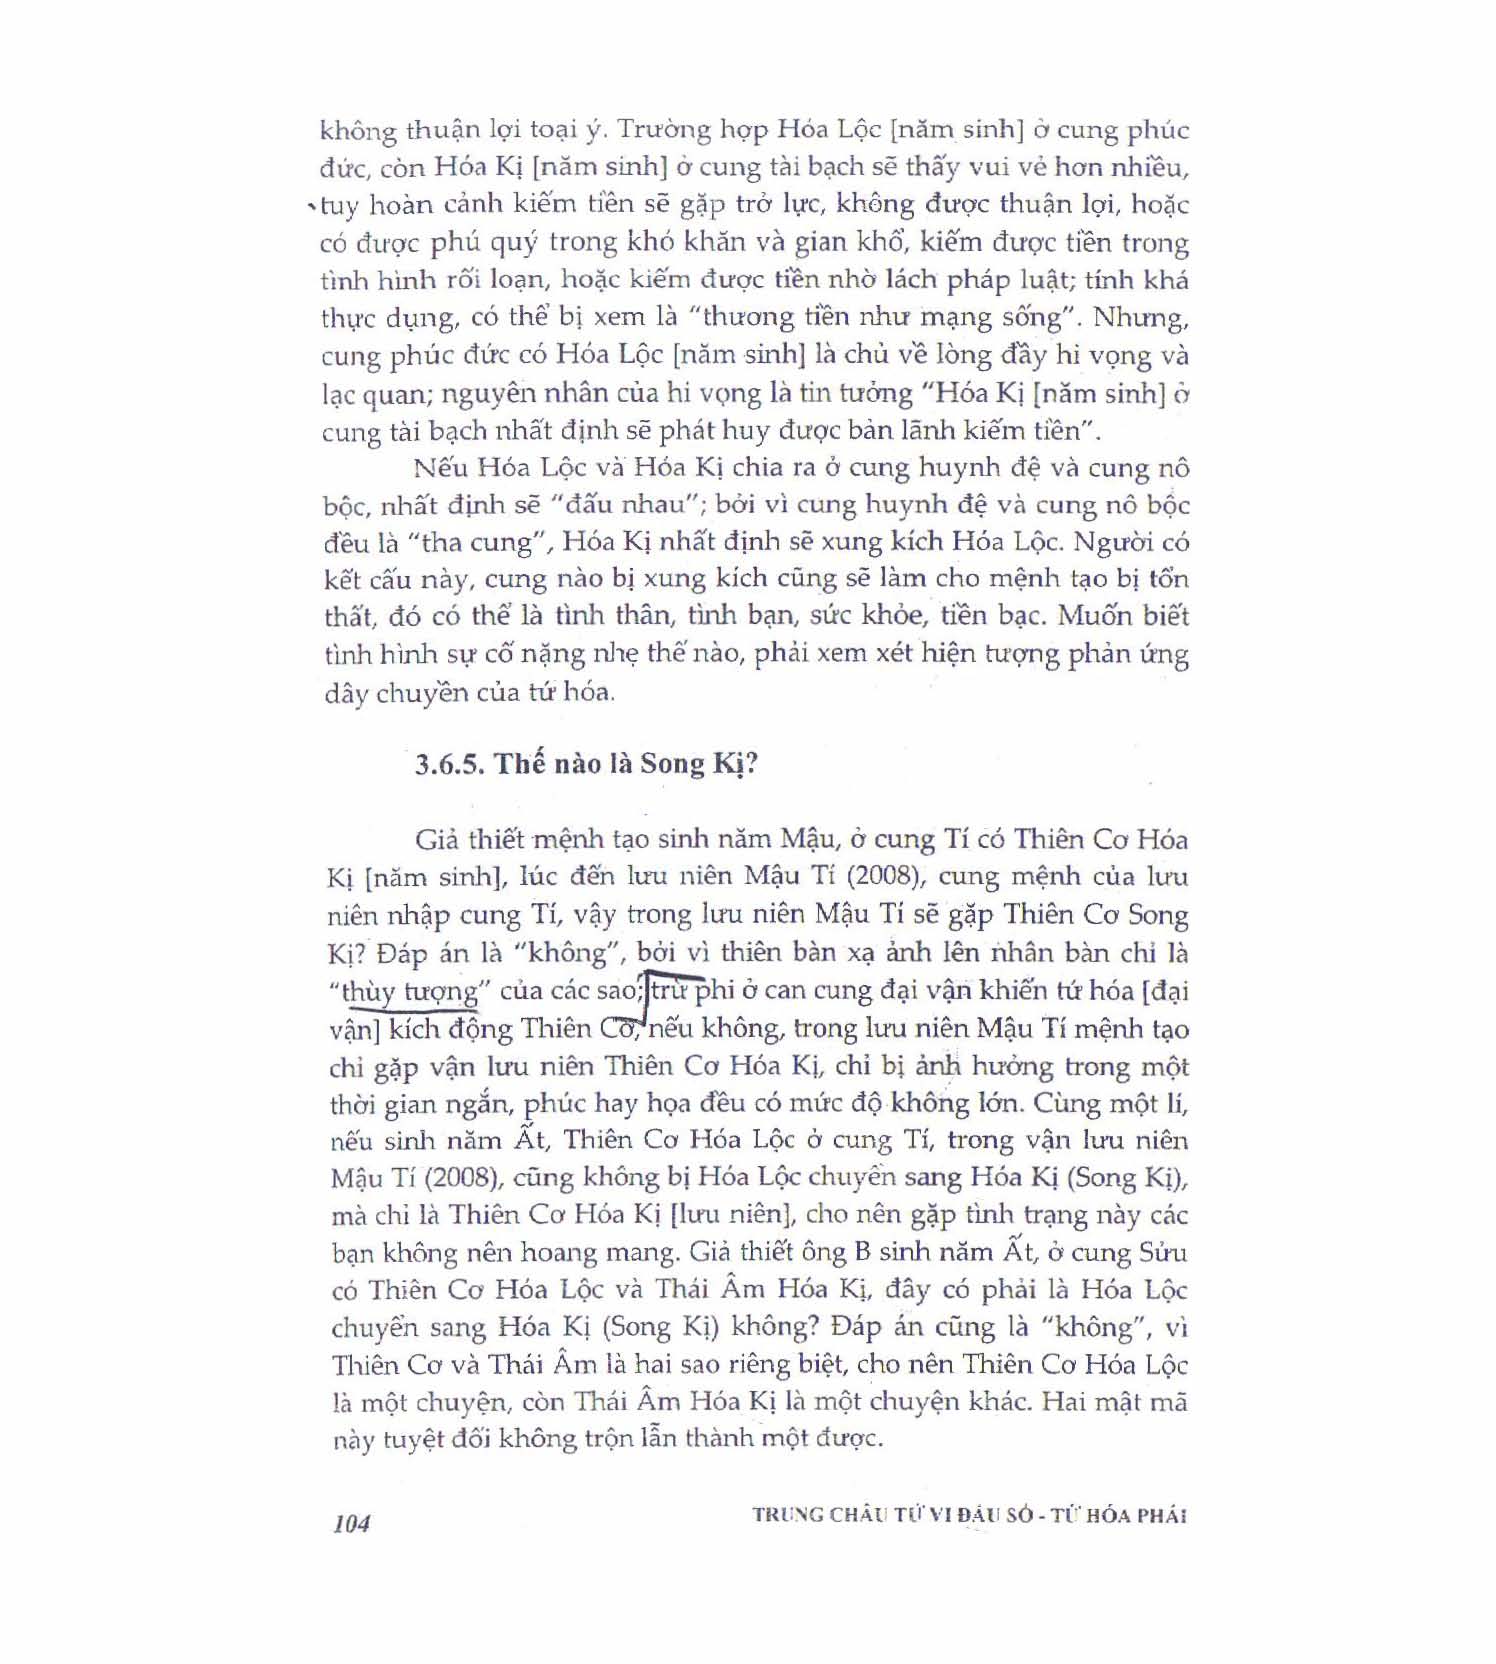 không thuận lợi toại ý. Trường hợp Hóa Lộc [năm sinh] ở cung phúc
đức, còn Hóa Kị [năm sinh] ở cung tài bạch sẽ thấy vui vẻ hơn nhiều,
tuy hoàn cảnh kiếm tiền sẽ gặp trở lực, không được thuận lợi, hoặc
có được phú quý trong khó khăn và gian khổ, kiếm được tiền trong
tình hình rối loạn, hoặc kiếm được tiền nhờ lách pháp luật; tính khá
thực dụng, có thể bị xem là "thương tiền như mạng sống". Nhưng,
cung phúc đức có Hóa Lộc [năm sinh] là chủ về lòng đầy hi vọng và
lạc quan; nguyên nhân của hi vọng là tin tưởng "Hóa Kị [năm sinh] ở
cung tài bạch nhất định sẽ phát huy được bản lãnh kiếm tiền".
Nếu Hóa Lộc và Hóa Kị chia ra ở cung huynh đệ và cung nô
bộc, nhất định sẽ "đấu nhau"; bởi vì cung huynh đệ và cung nô bộc
đều là "tha cung", Hóa Kị nhất định sẽ xung kích Hóa Lộc. Người có
kết cấu này, cung nào bị xung kích cũng sẽ làm cho mệnh tạo bị tổn
thất, đó có thể là tình thân, tình bạn, sức khỏe, tiền bạc. Muốn biết
tình hình sự cố nặng nhẹ thế nào, phải xem xét hiện tượng phản ứng
dây chuyền của tứ hóa.
3.6.5. Thế nào là Song Kị?
Giả thiết mệnh tạo sinh năm Mậu, ở cung Tí có Thiên Cơ Hóa
Kị [năm sinh], lúc đến lưu niên Mậu Tí (2008), cung mệnh của lưu
niên nhập cung Tí, vậy trong lưu niên Mậu Tí sẽ gặp Thiên Cơ Song
Kị? Đáp án là "không", bởi vì thiên bàn xạ ảnh lên nhân bàn chỉ là
"thùy tượng" của các sao; trừ phi ở can cung đại vận khiến tứ hóa [đại
vận] kích động Thiên Cơ, nếu không, trong lưu niên Mậu Tí mệnh tạo
chỉ gặp vận lưu niên Thiên Cơ Hóa Kị, chỉ bị ảnh hưởng trong một
thời gian ngắn, phúc hay họa đều có mức độ không lớn. Cùng một lí,
nếu sinh năm Ất, Thiên Cơ Hóa Lộc ở cung Tí, trong vận lưu niên
Mậu Tí (2008), cũng không bị Hóa Lộc chuyển sang Hóa Kị (Song Kị),
mà chỉ là Thiên Cơ Hóa Kị [lưu niên], cho nên gặp tình trạng này các
bạn không nên hoang mang. Giả thiết ông B sinh năm Ất, ở cung Sửu
có Thiên Cơ Hóa Lộc và Thái Âm Hóa Kị, đây có phải là Hóa Lộc
chuyển sang Hóa Kị (Song Kị) không? Đáp án cũng là "không", vì
Thiên Cơ và Thái Âm là hai sao riêng biệt, cho nên Thiên Cơ Hóa Lộc
là một chuyện, còn Thái Âm Hóa Kị là một chuyện khác. Hai mật mã
này tuyệt đối không trộn lẫn thành một được.
104
TRUNG CHÂU TỬ VI ĐẨU SỐ - TỨ HÓA PHÁI